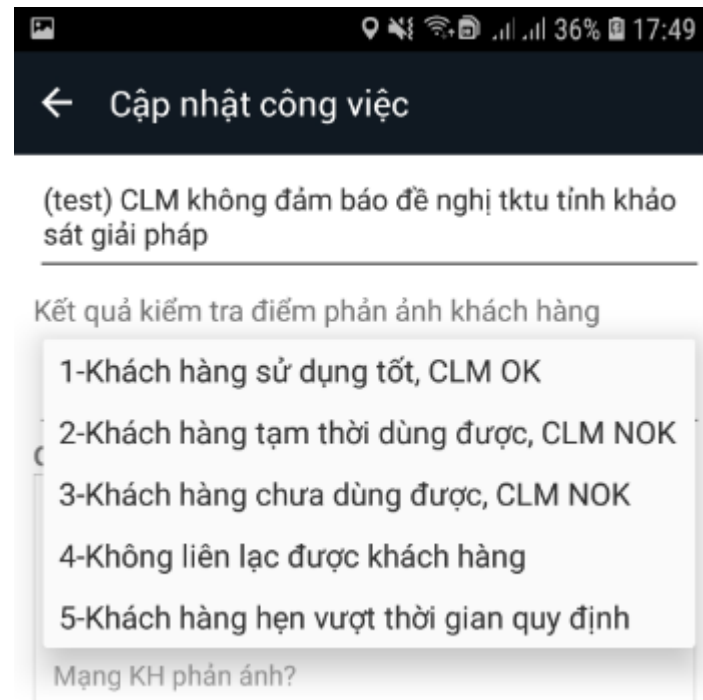 36% 17:49
Cập nhật công việc
(test) CLM không đảm báo đề nghị tktu tỉnh khảo
sát giải pháp
Kết quả kiểm tra điểm phản ảnh khách hàng
1-Khách hàng sử dụng tốt, CLM OK
2-Khách hàng tạm thời dùng được, CLM NOK
3-Khách hàng chưa dùng được, CLM NOK
4-Không liên lạc được khách hàng
5-Khách hàng hẹn vượt thời gian quy định
Mạng KH phản ánh?